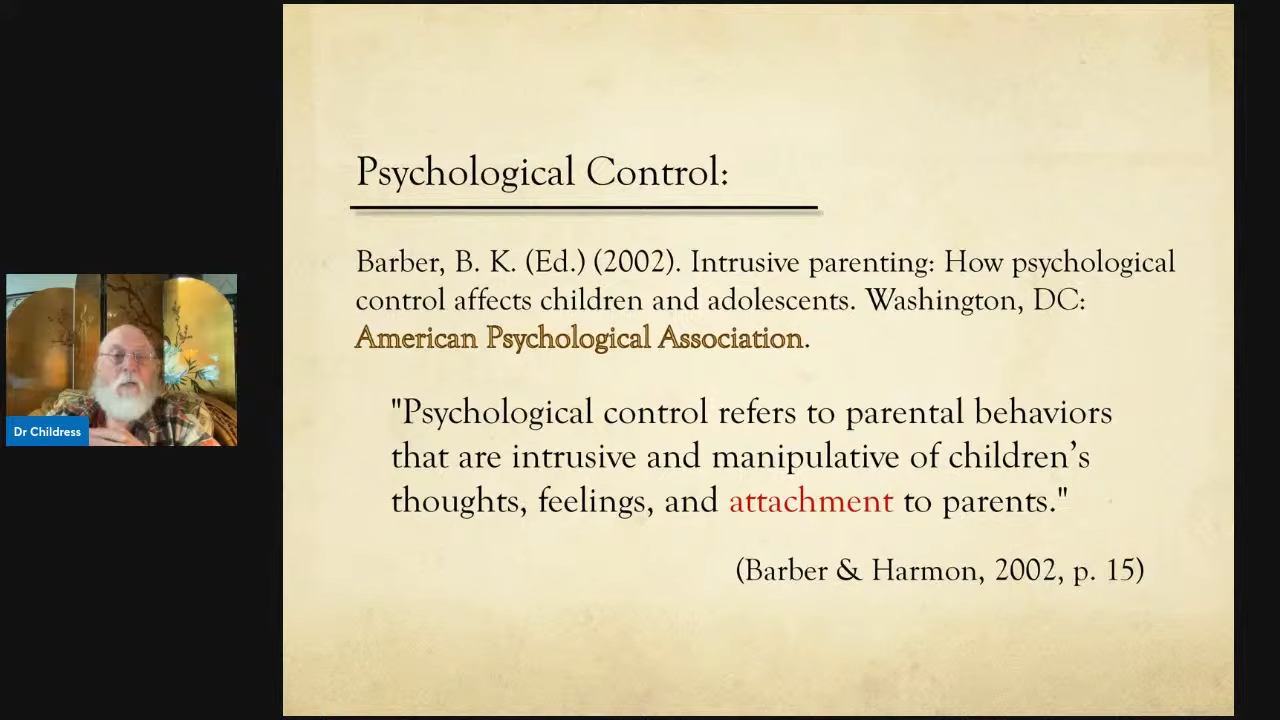 Psychological Control:
Barber, B. K. (Ed.) (2002). Intrusive parenting: How psychological
control affects children and adolescents. Washington, DC:
American Psychological Association.
"Psychological control refers to parental behaviors
that are intrusive and manipulative of children’s
thoughts, feelings, and attachment to parents."
(Barber & Harmon, 2002, p. 15)
Dr Childress